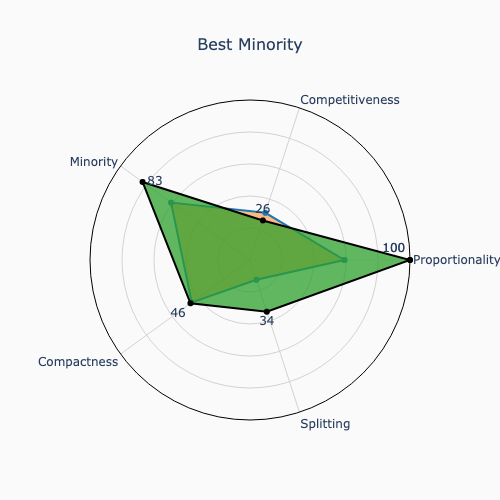 Best Minority
Competitiveness
Minority
83
26
100
Proportionality
46
34
Compactness
Splitting